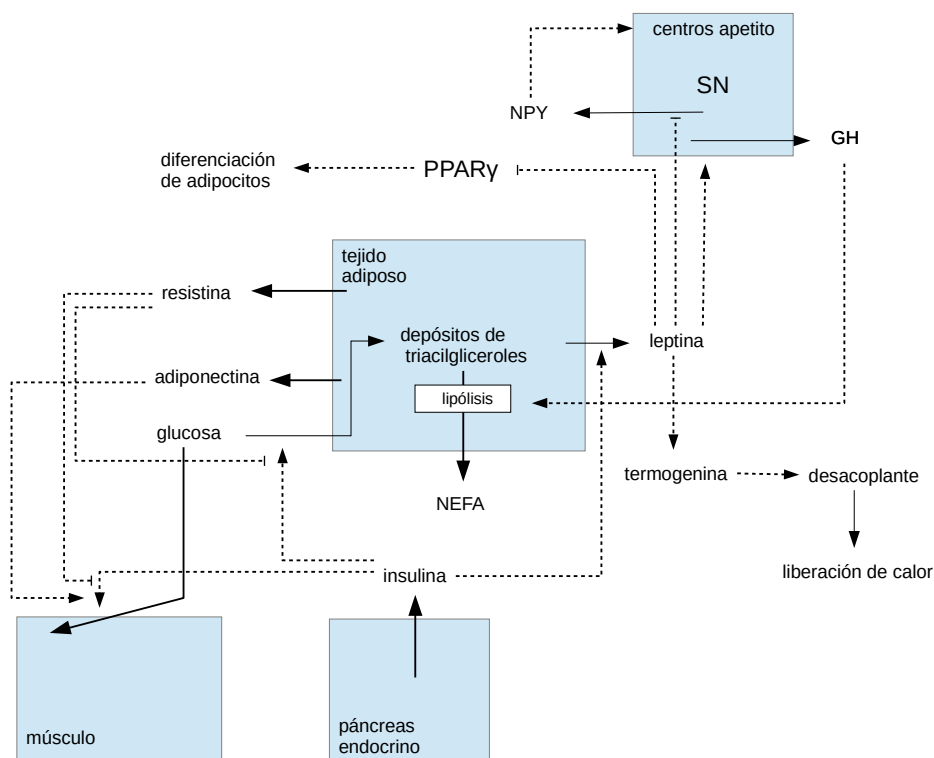 centros apetito
SN
NPY
GH
diferenciación
de adipocitos
PPARγ
tejido
adiposo
resistina
depósitos de
triacilgliceroles
leptina
adiponectina
lipólisis
glucosa
termogenina
desacoplante
NEFA
insulina
liberación de calor
músculo
páncreas
endocrino